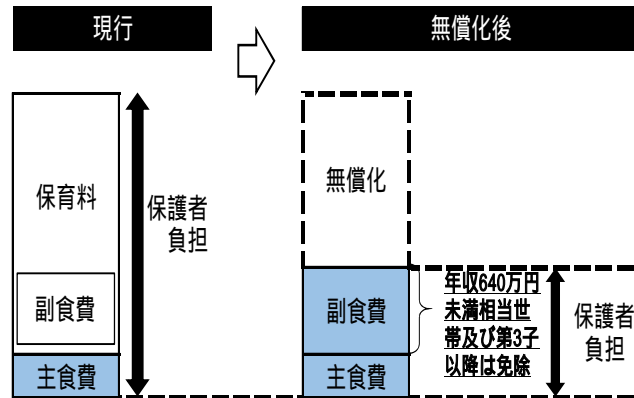 現行
無償化後
保育料
保護者
負担
副食費
主食費
無償化
副食費
主食費
年収640万円
未満相当世
帯及び第3子
以降は免除
保護者
負担